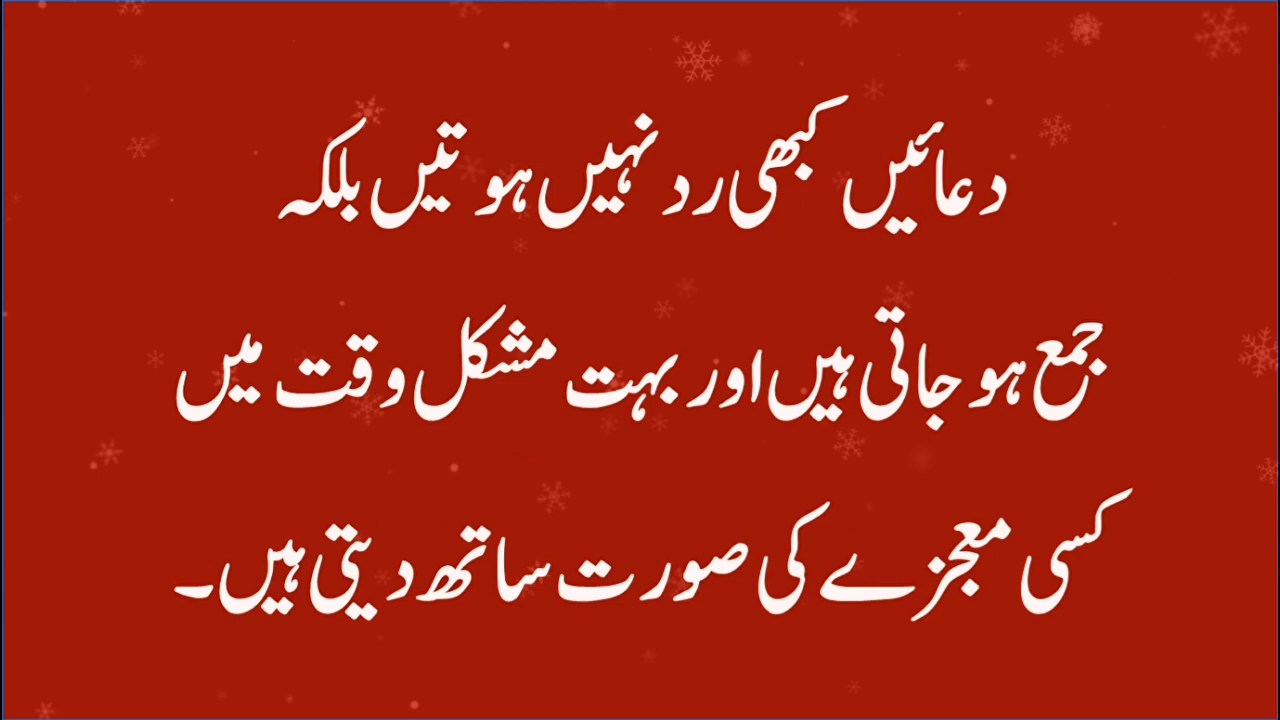 دعائیں کبھی رد نہیں ہوتیں بلکہ
جمع ہو جاتی ہیں اور بہت مشکل وقت میں
کسی معجزے کی صورت ساتھ دیتی ہیں۔